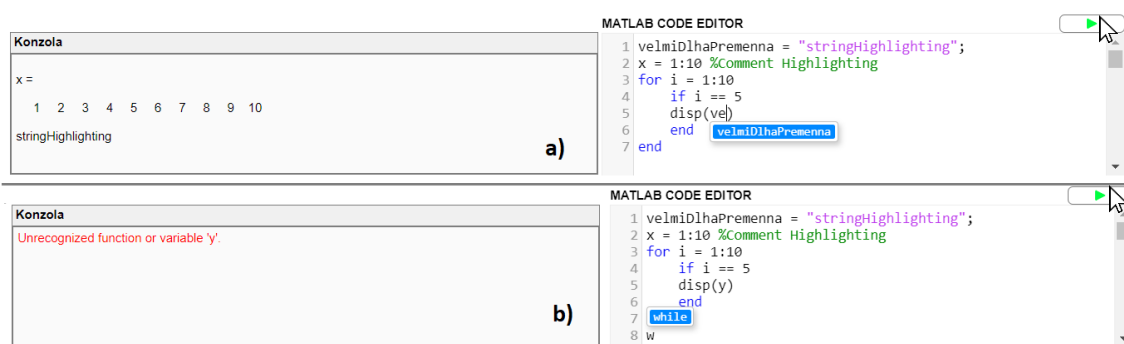 Konzola
x =
1 2 3 4 5 6 7 8 9 10
stringHighlighting
a)
MATLAB CODE EDITOR
1 velmiDlhaPremenna = "stringHighlighting";
2 x = 1:10 %Comment Highlighting
3 for i = 1:10
4 if i == 5
5 disp(ve)
6 end velmiDlhaPremenna
7 end
Konzola
Unrecognized function or variable 'y'.
b)
MATLAB CODE EDITOR
1 velmiDlhaPremenna = "stringHighlighting";
2 x = 1:10 %Comment Highlighting
3 for i = 1:10
4 if i == 5
5 disp(y)
6 end
7 while
8 w